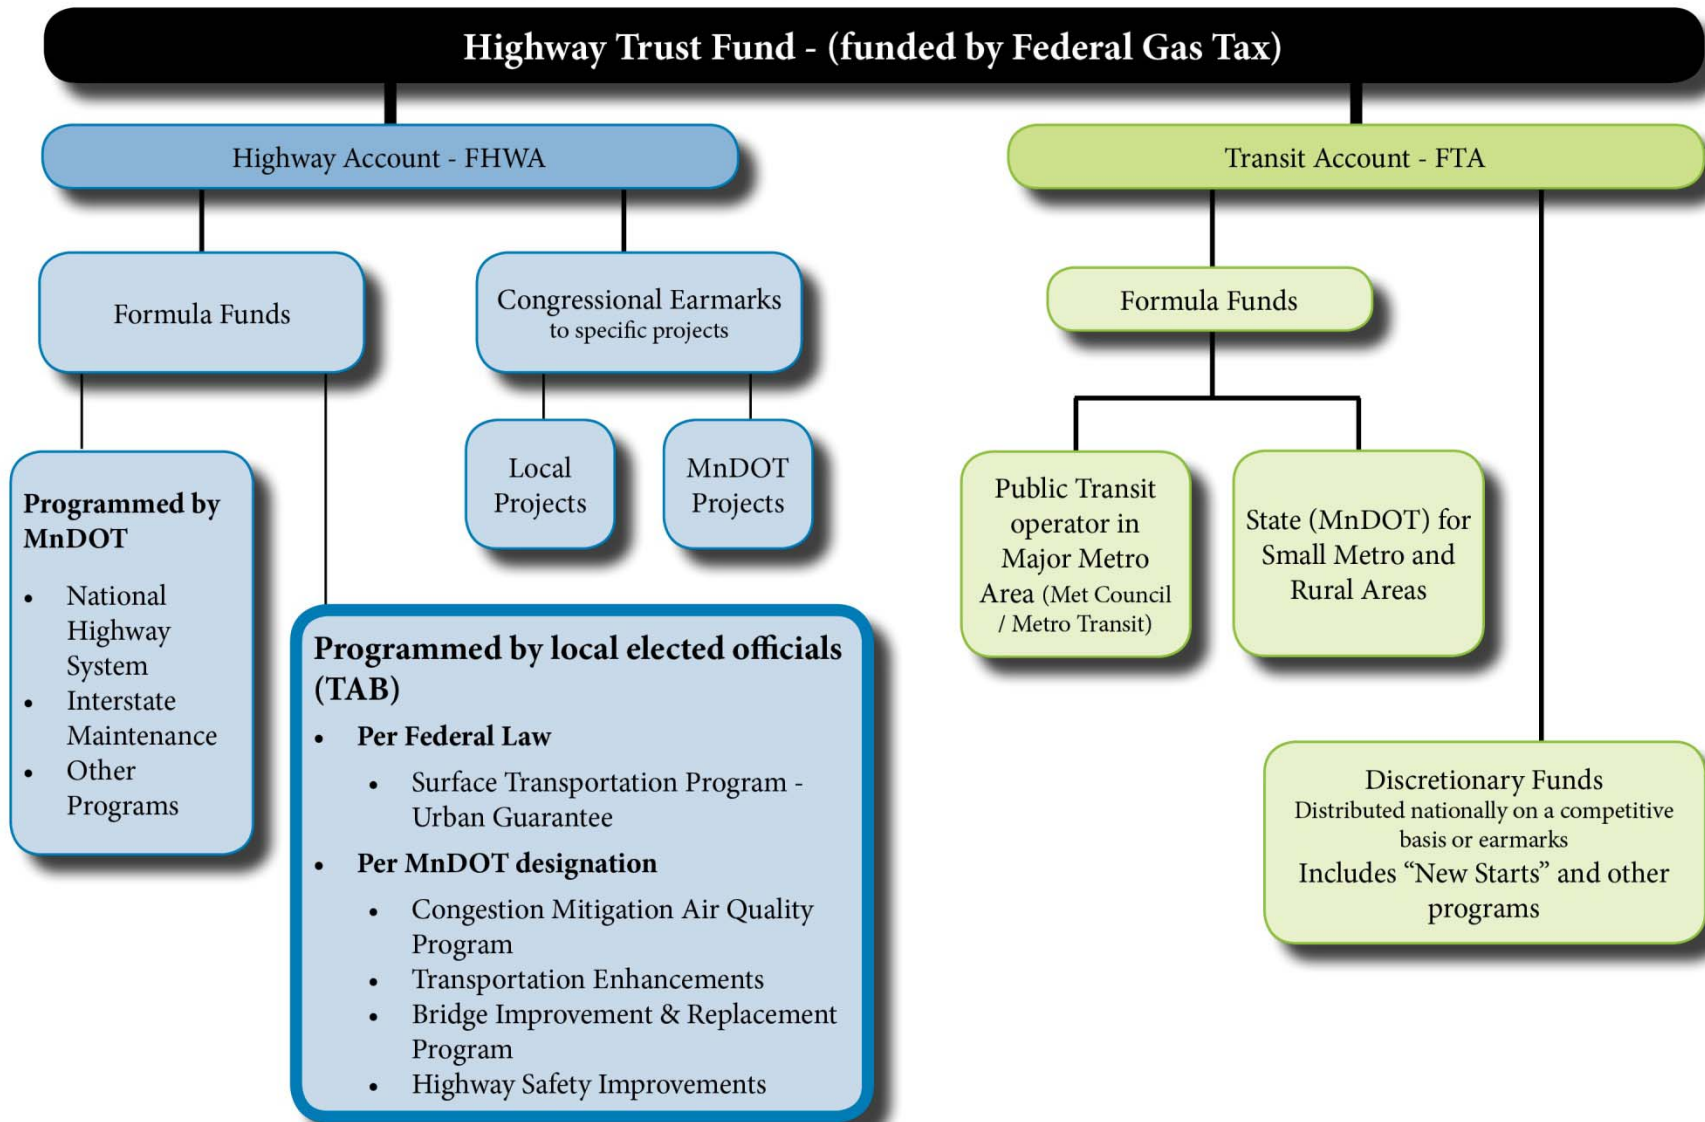 Highway Trust Fund - (funded by Federal Gas Tax)
Highway Account - FHWA
Transit Account - FTA
Formula Funds
Congressional Earmarks
to specific projects
Formula Funds
Local
Projects
MnDOT
Projects
Programmed by
MnDOT
• National
Highway
System
• Interstate
Maintenance
• Other
Programs
Programmed by local elected officials
(TAB)
• Per Federal Law
• Surface Transportation Program -
Urban Guarantee
• Per MnDOT designation
• Congestion Mitigation Air Quality
Program
• Transportation Enhancements
• Bridge Improvement & Replacement
Program
• Highway Safety Improvements
Public Transit
operator in
Major Metro
Area (Met Council
/ Metro Transit)
State (MnDOT) for
Small Metro and
Rural Areas
Discretionary Funds
Distributed nationally on a competitive
basis or earmarks
Includes “New Starts” and other
programs